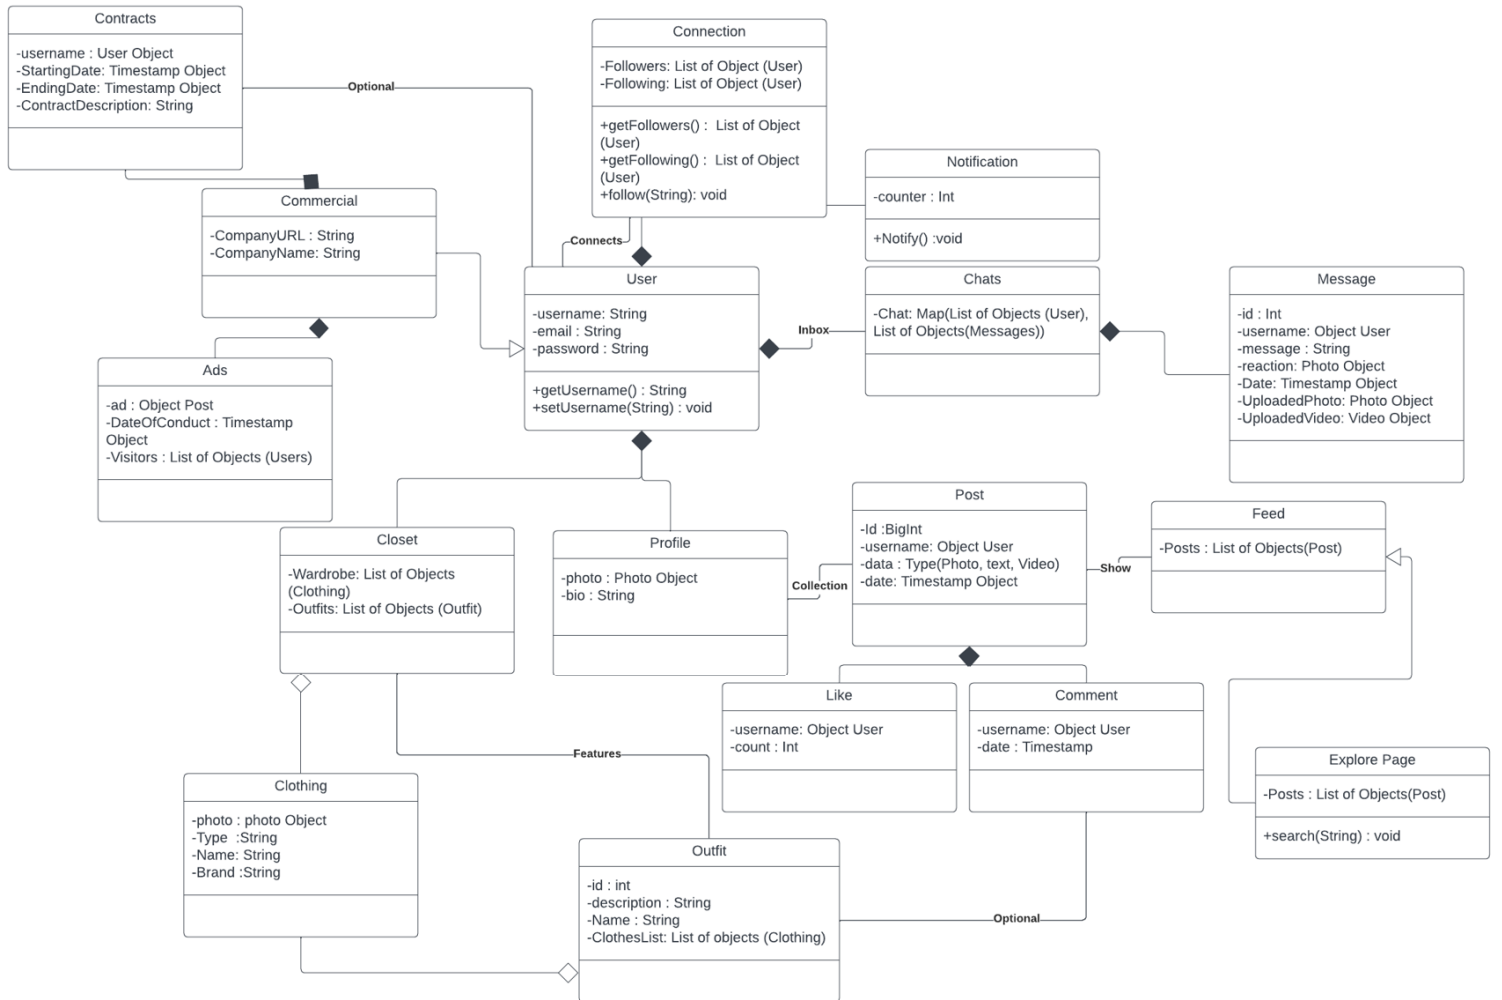 Contracts
-username : User Object
-StartingDate: Timestamp Object
-EndingDate: Timestamp Object
-ContractDescription: String
Optional
Connection
-Followers: List of Object (User)
-Following: List of Object (User)
+getFollowers() : List of Object
(User)
+getFollowing() : List of Object
(User)
+follow(String): void
Notification
-counter : Int
+Notify() :void
Commercial
-CompanyURL : String
-CompanyName: String
Connects
User
-username: String
-email : String
-password : String
+getUsername() : String
+setUsername(String) : void
Inbox
Chats
-Chat: Map(List of Objects (User),
List of Objects(Messages))
Message
-id : Int
-username: Object User
-message : String
-reaction: Photo Object
-Date: Timestamp Object
-UploadedPhoto: Photo Object
-UploadedVideo: Video Object
Ads
-ad : Object Post
-DateOfConduct : Timestamp
Object
-Visitors : List of Objects (Users)
Closet
-Wardrobe: List of Objects
(Clothing)
-Outfits: List of Objects (Outfit)
Profile
-photo : Photo Object
-bio : String
Collection
Post
-Id :BigInt
-username: Object User
-data : Type(Photo, text, Video)
-date: Timestamp Object
Show
Feed
-Posts : List of Objects(Post)
Like
-username: Object User
-count : Int
Comment
-username: Object User
-date : Timestamp
Explore Page
-Posts : List of Objects(Post)
+search(String) : void
Features
Clothing
-photo : photo Object
-Type :String
-Name: String
-Brand :String
Outfit
-id : int
-description : String
-Name : String
-ClothesList: List of objects (Clothing)
Optional